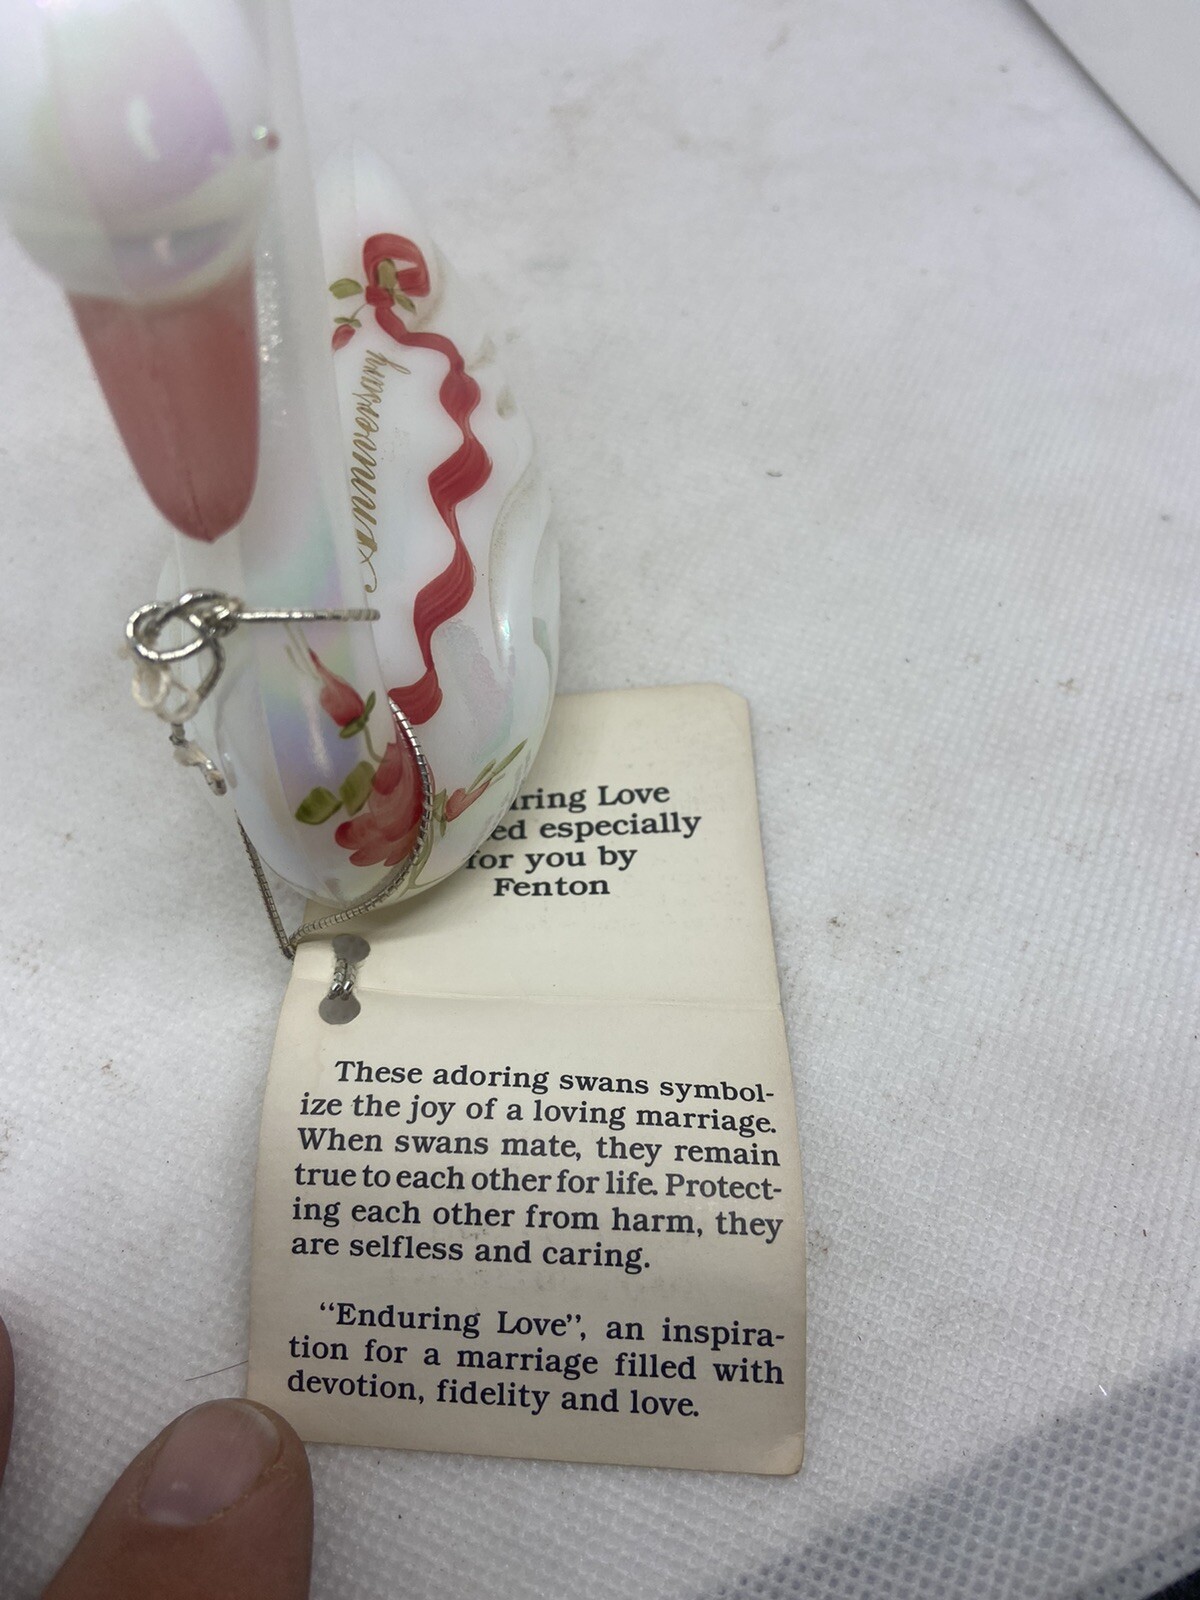 ring Love
ed especially
for you by
Fenton
These adoring swans symbol-
ize the joy of a loving marriage.
When swans mate, they remain
true to each other for life. Protect-
ing each other from harm, they
are selfless and caring.
“Enduring Love”, an inspira-
tion for a marriage filled with
devotion, fidelity and love.